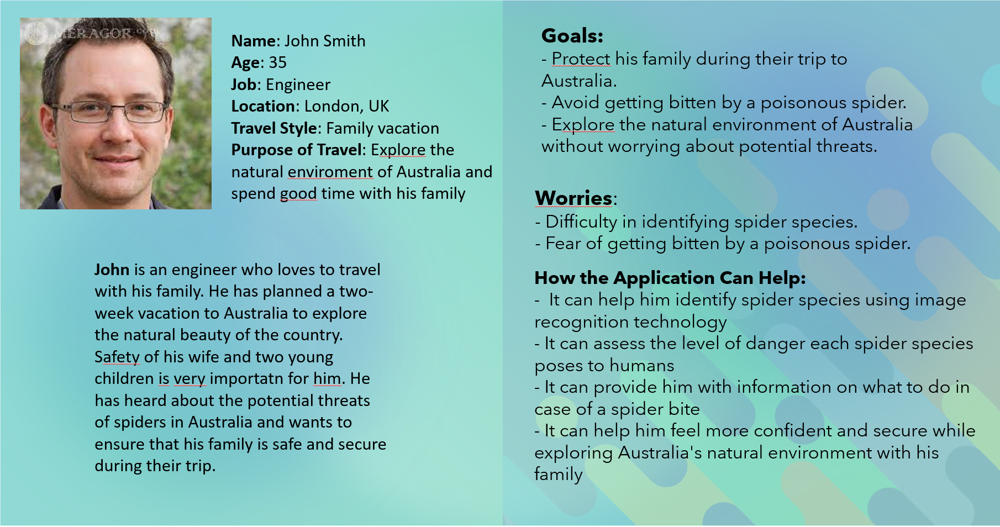 MERAGOR
Name: John Smith
Age: 35
Job: Engineer
Location: London, UK
Travel Style: Family vacation
Purpose of Travel: Explore the
natural enviroment of Australia and
spend good time with his family
John is an engineer who loves to travel
with his family. He has planned a two-
week vacation to Australia to explore
the natural beauty of the country.
Safety of his wife and two young
children is very importatn for him. He
has heard about the potential threats
of spiders in Australia and wants to
ensure that his family is safe and secure
during their trip.
Goals:
- Protect his family during their trip to
Australia.
- Avoid getting bitten by a poisonous spider.
- Explore the natural environment of Australia
without worrying about potential threats.
Worries:
- Difficulty in identifying spider species.
- Fear of getting bitten by a poisonous spider.
How the Application Can Help:
- It can help him identify spider species using image
recognition technology
- It can assess the level of danger each spider species
poses to humans
- It can provide him with information on what to do in
case of a spider bite
- It can help him feel more confident and secure while
exploring Australia's natural environment with his
family